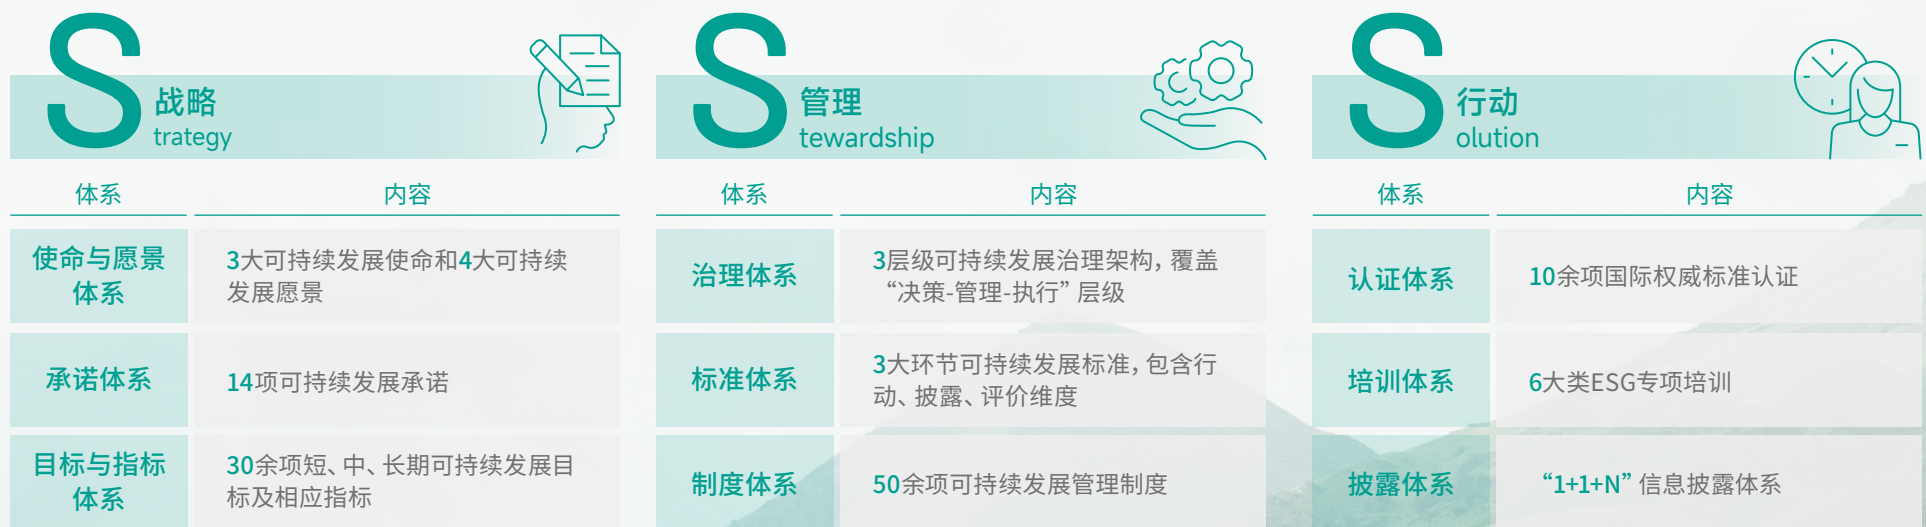 S 战略
trategy
体系 内容
使命与愿景
体系
3大可持续发展使命和4大可持续
发展愿景
承诺体系
14项可持续发展承诺
目标与指标
体系
30余项短、中、长期可持续发展目
标及相应指标
S 管理
tewardship
体系 内容
治理体系
3层级可持续发展治理架构，覆盖
“决策-管理-执行”层级
标准体系
3大环节可持续发展标准，包含行
动、披露、评价维度
制度体系
50余项可持续发展管理制度
S 行动
olution
体系 内容
认证体系
10余项国际权威标准认证
培训体系
6大类ESG专项培训
披露体系
“1+1+N”信息披露体系